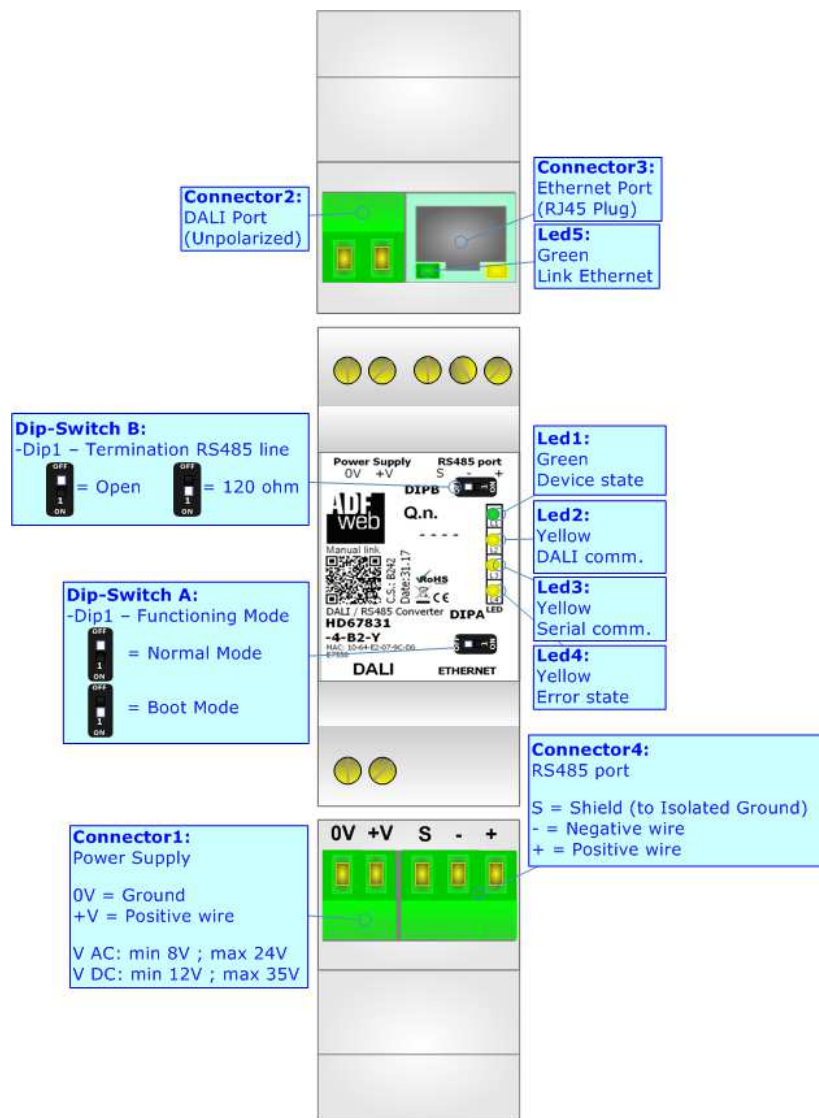 Connector2:
DALI Port
(Unpolarized)
Connector3:
Ethernet Port
(RJ45 Plug)
Led5:
Green
Link Ethernet
Dip-Switch B:
-Dip1 – Termination RS485 line
OFF
1
ON
= Open
OFF
1
ON
= 120 ohm
Dip-Switch A:
-Dip1 – Functioning Mode
OFF
1
ON
= Normal Mode
OFF
1
ON
= Boot Mode
Power Supply
0V +V
RS485 port
S - +
DIPB
ADF
web
Q.n.
- - - -
Manual link
C.S.: B242
Date:31.17
RoHS
CE
LED
DALI / RS485 Converter
DIPA
HD67831
-4-B2-Y
DALI
ETHERNET
Led1:
Green
Device state
Led2:
Yellow
DALI comm.
Led3:
Yellow
Serial comm.
Led4:
Yellow
Error state
Connector4:
RS485 port
S = Shield (to Isolated Ground)
- = Negative wire
+ = Positive wire
Connector1:
Power Supply
0V = Ground
+V = Positive wire
V AC: min 8V ; max 24V
V DC: min 12V ; max 35V
0V +V S - +